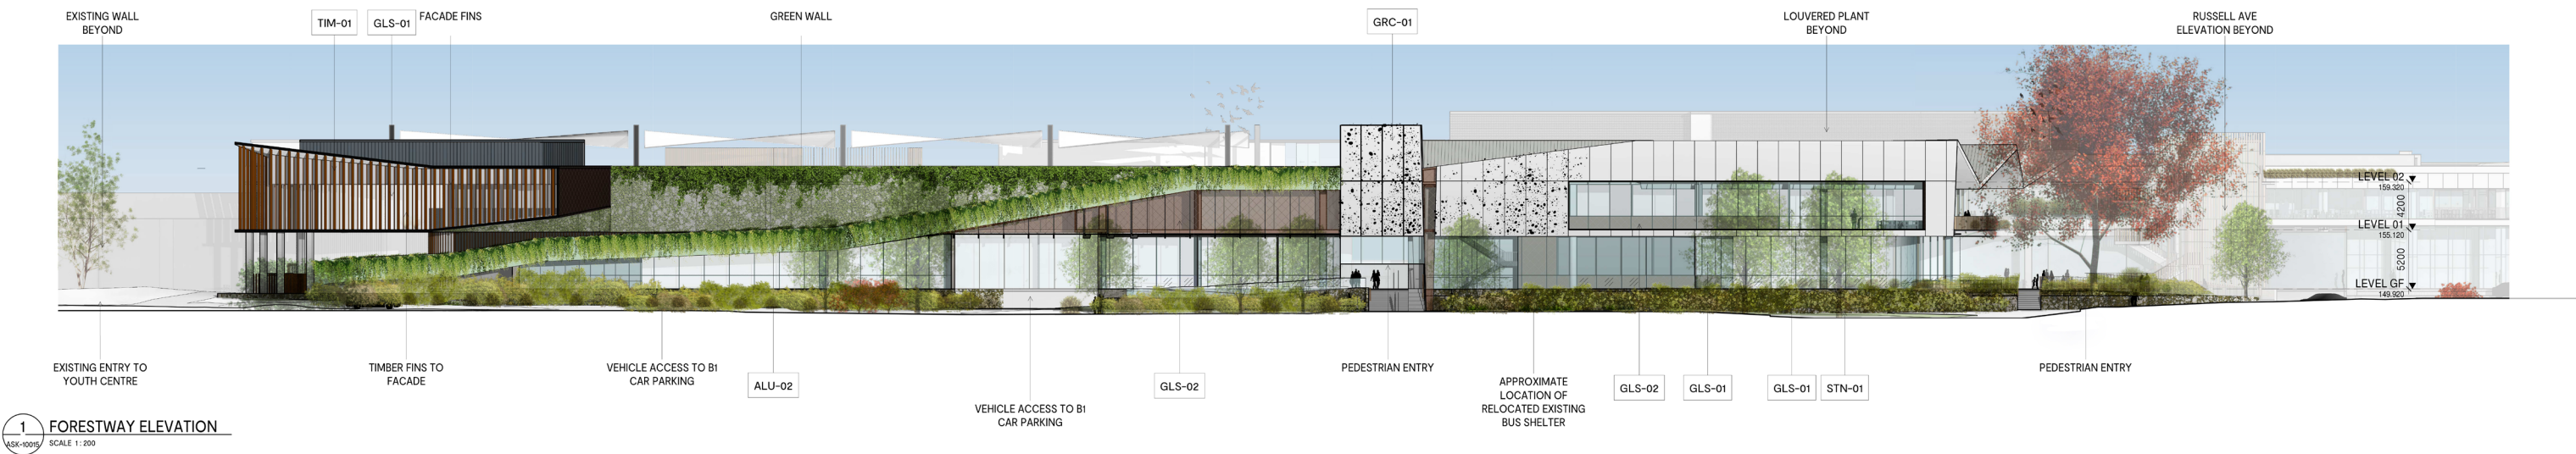 EXISTING WALL
BEYOND
TIM-01
GLS-01
FACADE FINS
GREEN WALL
GRC-01
LOUVERED PLANT
BEYOND
RUSSELL AVE
ELEVATION BEYOND
LEVEL 02
159.320
4200
LEVEL 01
155.120
5200
LEVEL GF
149.920
EXISTING ENTRY TO
YOUTH CENTRE
TIMBER FINS TO
FACADE
VEHICLE ACCESS TO B1
CAR PARKING
ALU-02
VEHICLE ACCESS TO B1
CAR PARKING
GLS-02
PEDESTRIAN ENTRY
APPROXIMATE
LOCATION OF
RELOCATED EXISTING
BUS SHELTER
GLS-02
GLS-01
GLS-01
STN-01
PEDESTRIAN ENTRY
1
ASK-10015
FORESTWAY ELEVATION
SCALE 1 : 200